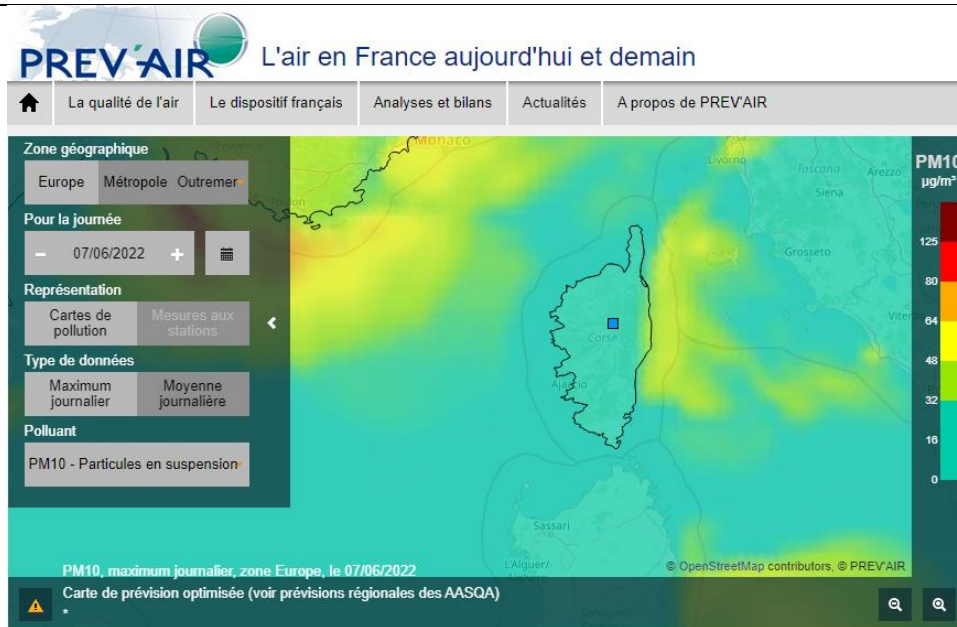 PREV'AIR L'air en France aujourd'hui et demain
La qualité de l'air Le dispositif français Analyses et bilans Actualités A propos de PREV'AIR
Zone géographique
Europe Métropole Outremer
Pour la journée
- 07/06/2022 +
Représentation
Cartes de pollution
Mesures aux stations
Type de données
Maximum journalier
Moyenne journalière
Polluant
PM10 - Particules en suspension
Monaco
Toulon
Livorno
Toscana
Arezzo
Siena
Grosseto
Corse
Ajaccio
Sassari
L'Alguer/
PM10
µg/m³
125
80
64
48
32
16
0
© OpenStreetMap contributors, © PREV'AIR
PM10, maximum journalier, zone Europe, le 07/06/2022
Carte de prévision optimisée (voir prévisions régionales des AASQA)
*